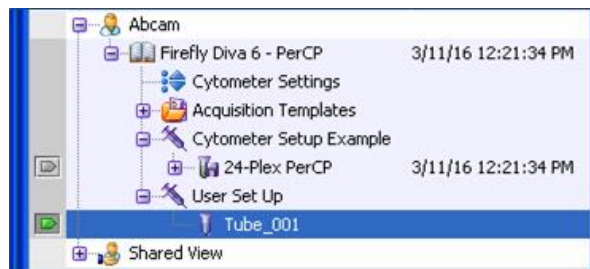 Abcam
Firefly Diva 6 - PerCP 3/11/16 12:21:34 PM
Cytometer Settings
Acquisition Templates
Cytometer Setup Example
24-Plex PerCP 3/11/16 12:21:34 PM
User Set Up
Tube_001
Shared View